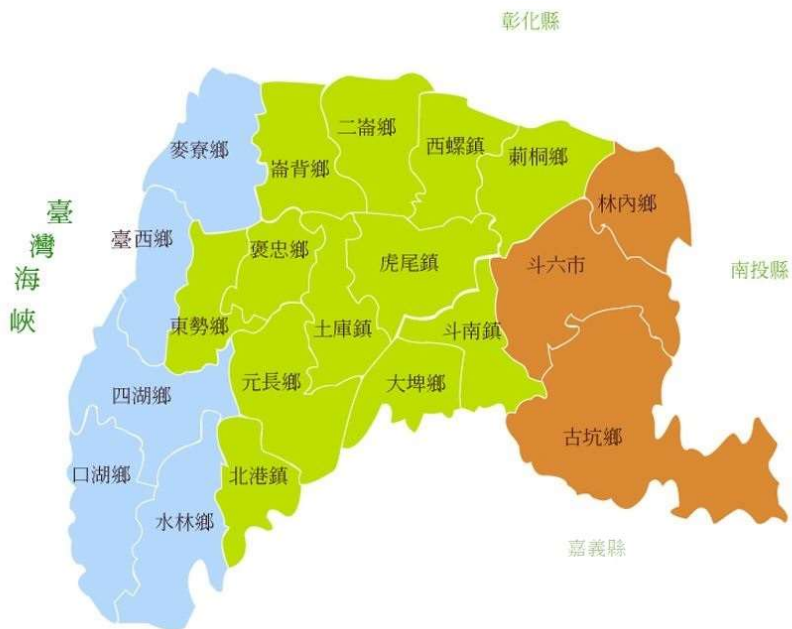 彰化縣
二崙鄉
麥寮鄉
崙背鄉
西螺鎮
莿桐鄉
林內鄉
臺灣海峽
臺西鄉
褒忠鄉
虎尾鎮
斗六市
南投縣
東勢鄉
土庫鎮
斗南鎮
四湖鄉
元長鄉
大埤鄉
古坑鄉
口湖鄉
北港鎮
水林鄉
嘉義縣